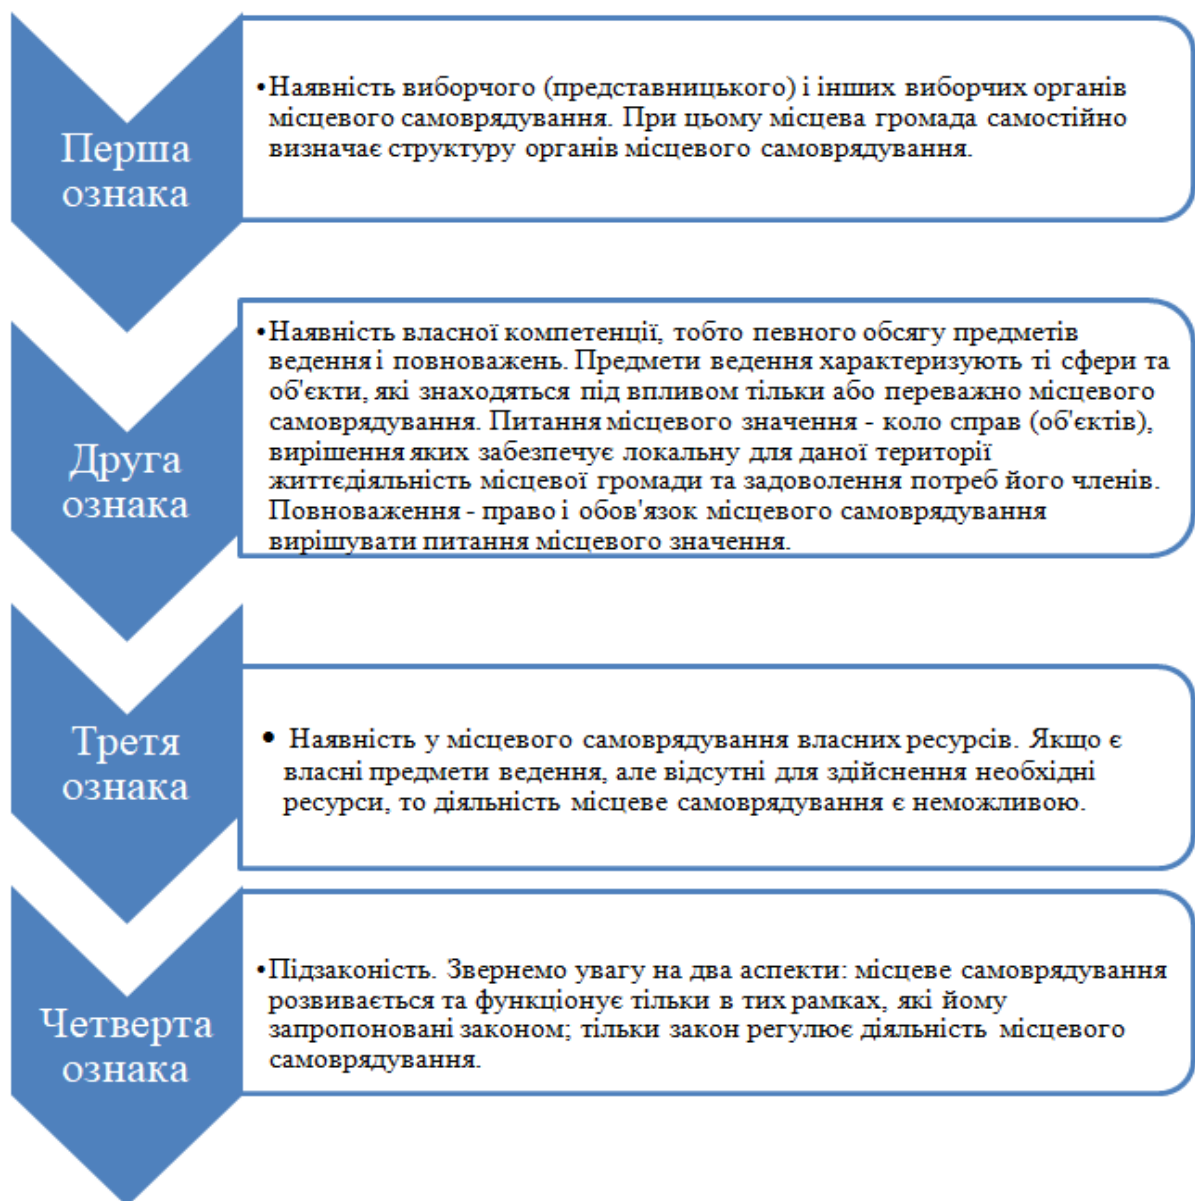 Перша
ознака
•Наявність виборчого (представницького) і інших виборчих органів
місцевого самоврядування. При цьому місцева громада самостійно
визначає структуру органів місцевого самоврядування.
Друга
ознака
•Наявність власної компетенції, тобто певного обсягу предметів
ведення і повноважень. Предмети ведення характеризують ті сфери та
об'єкти, які знаходяться під впливом тільки або переважно місцевого
самоврядування. Питання місцевого значення - коло справ (об'єктів),
вирішення яких забезпечує локальну для даної території
життєдіяльність місцевої громади та задоволення потреб його членів.
Повноваження - право і обов'язок місцевого самоврядування
вирішувати питання місцевого значення.
Третя
ознака
• Наявність у місцевого самоврядування власних ресурсів. Якщо є
власні предмети ведення, але відсутні для здійснення необхідні
ресурси, то діяльність місцеве самоврядування є неможливою.
Четверта
ознака
•Підзаконість. Звернемо увагу на два аспекти: місцеве самоврядування
розвивається та функціонує тільки в тих рамках, які йому
запропоновані законом; тільки закон регулює діяльність місцевого
самоврядування.